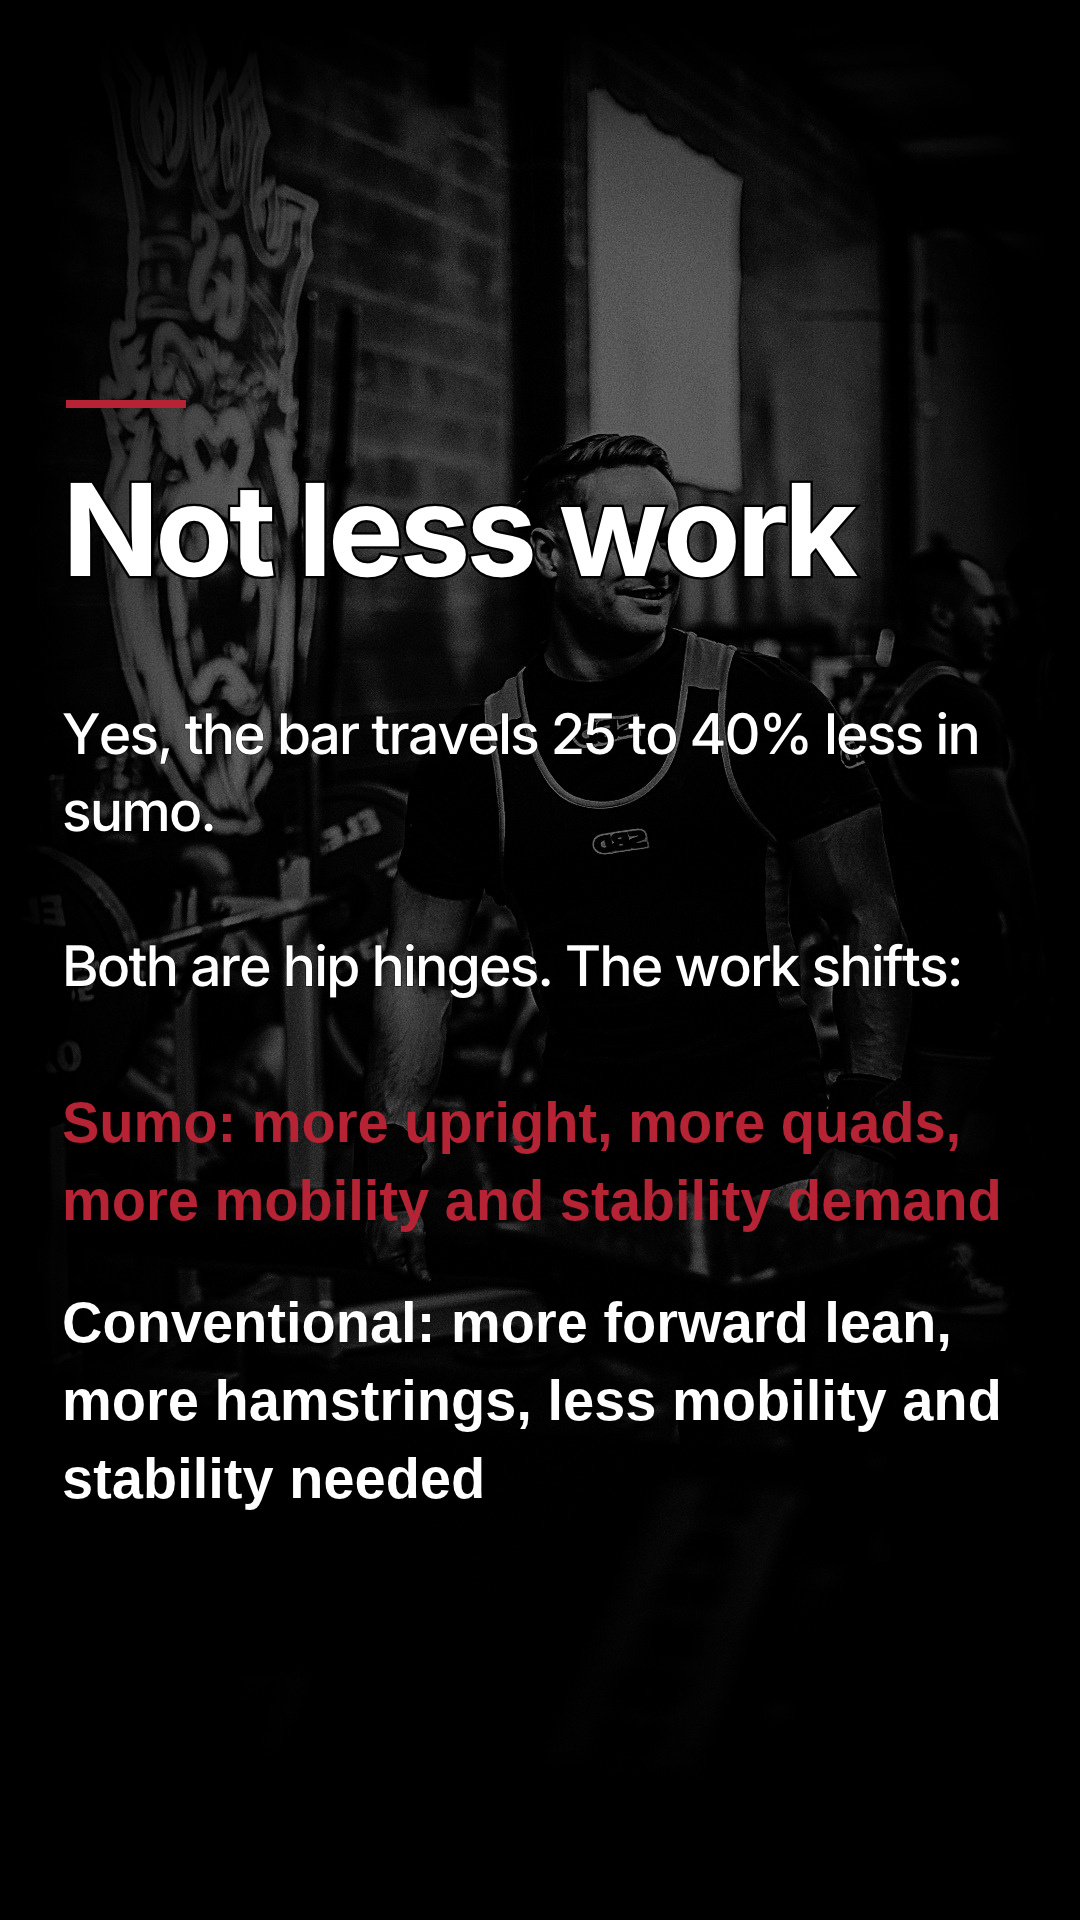 Not less work
Yes, the bar travels 25 to 40% less in
sumo.
Both are hip hinges. The work shifts:
Sumo: more upright, more quads,
more mobility and stability demand
Conventional: more forward lean,
more hamstrings, less mobility and
stability needed